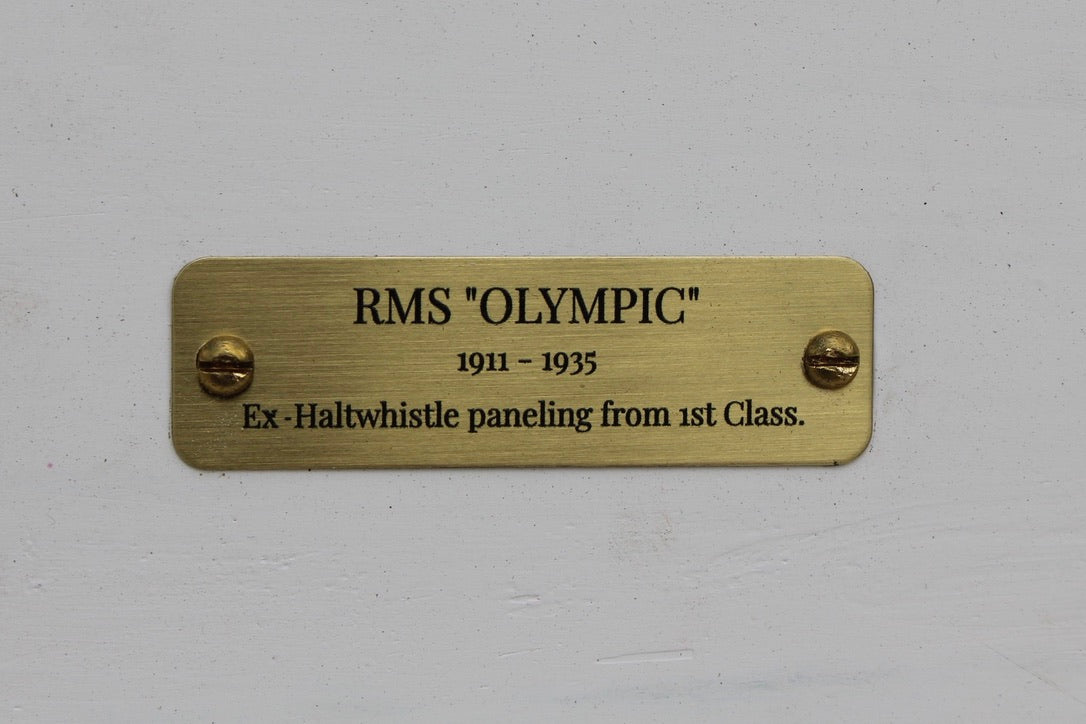 RMS "OLYMPIC"
1911 – 1935
Ex-Haltwhistle paneling from 1st Class.